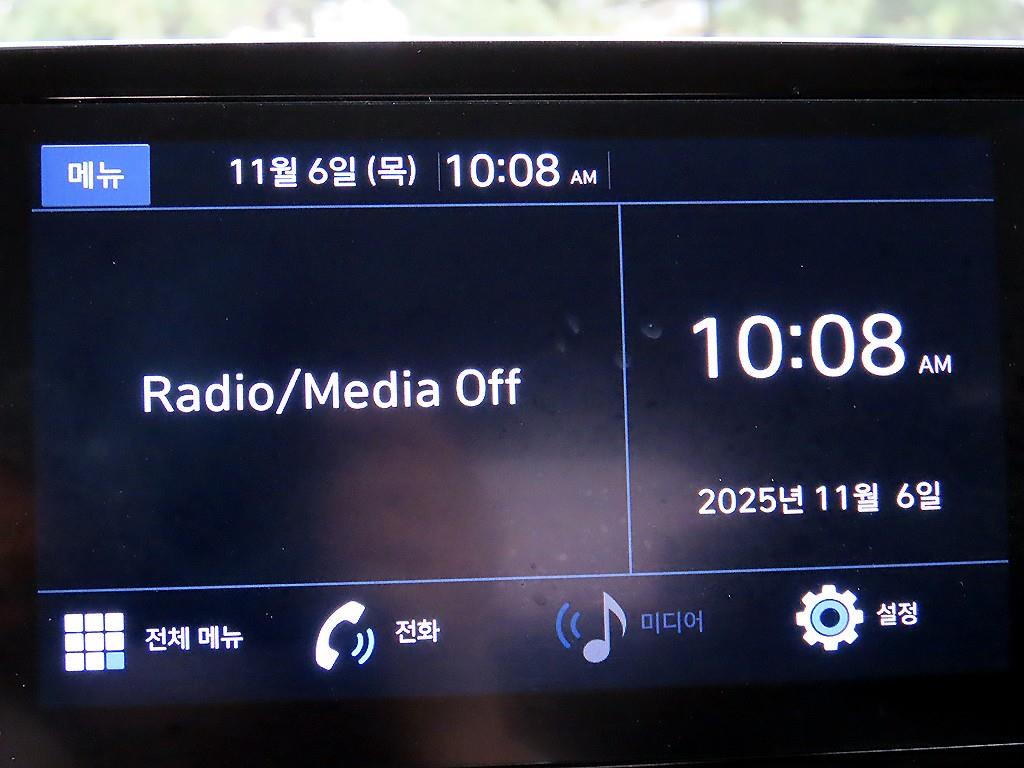 메뉴 11월 6일 (목) 10:08 AM
Radio/Media Off
10:08 AM
2025년 11월 6일
전체 메뉴 전화 미디어 설정